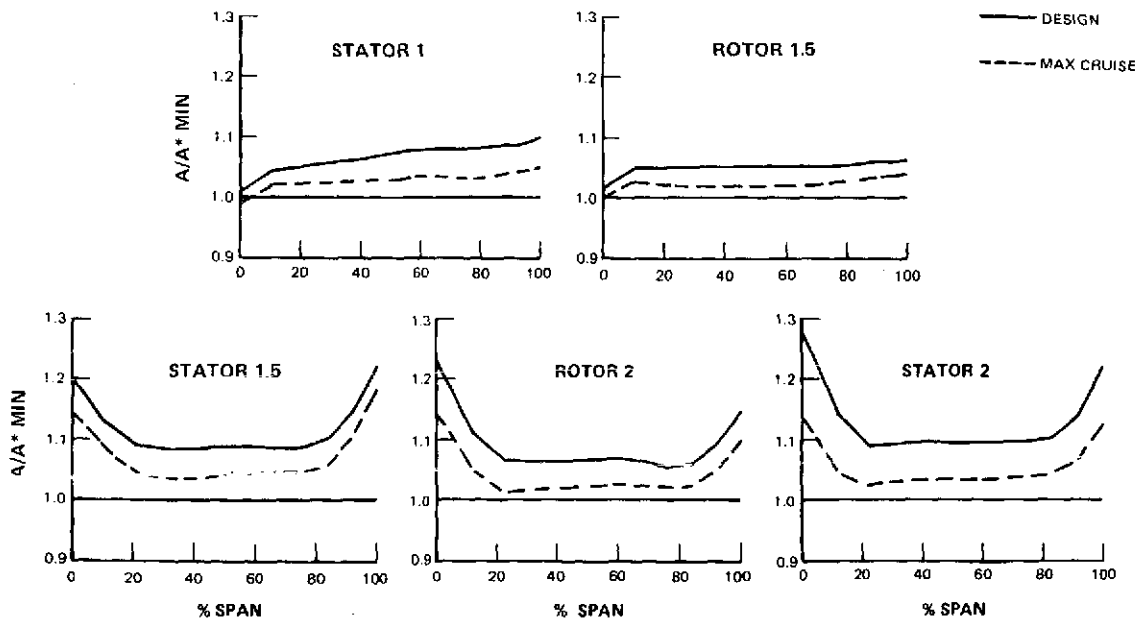 STATOR 1
A/A* MIN
1.3
1.2
1.1
1.0
0.9
0 20 40 60 80 100
ROTOR 1.5
1.3
1.2
1.1
1.0
0.9
0 20 40 60 80 100
DESIGN
MAX CRUISE
STATOR 1.5
A/A* MIN
1.3
1.2
1.1
1.0
0.9
0 20 40 60 80 100
% SPAN
ROTOR 2
1.3
1.2
1.1
1.0
0.9
0 20 40 60 80 100
% SPAN
STATOR 2
1.3
1.2
1.1
1.0
0.9
0 20 40 60 80 100
% SPAN